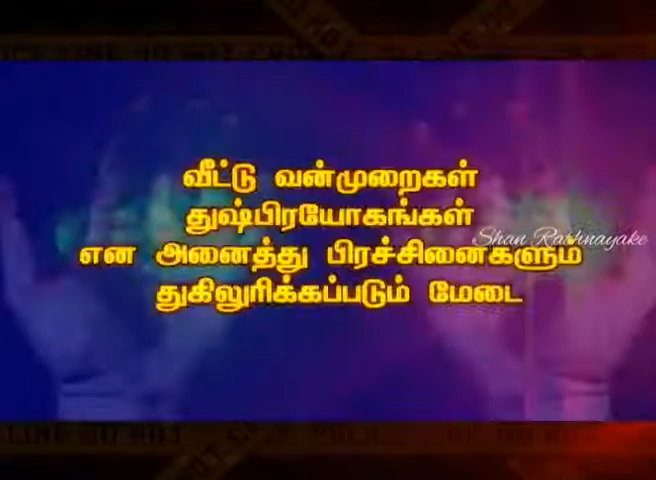 வீட்டு வன்முறைகள்
துஷ்பிரயோகங்கள்
என அனைத்து பிரச்சினைகளும்
துகிலுரிக்கப்படும் மேடை
Shan Rathnayake